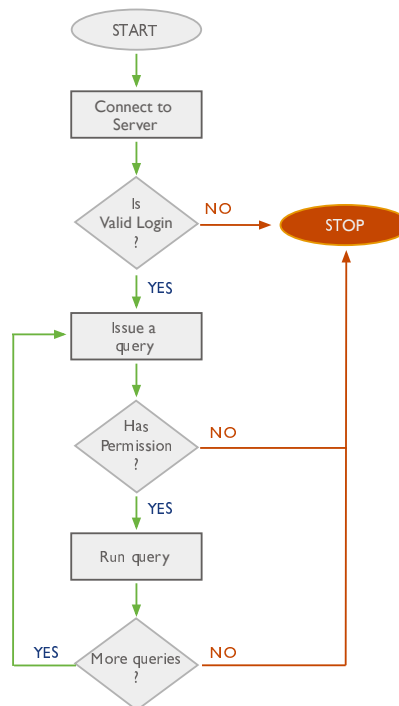 START
Connect to
Server
Is
Valid Login
?
NO
STOP
YES
Issue a
query
Has
Permission
?
NO
YES
Run query
YES
More queries
?
NO